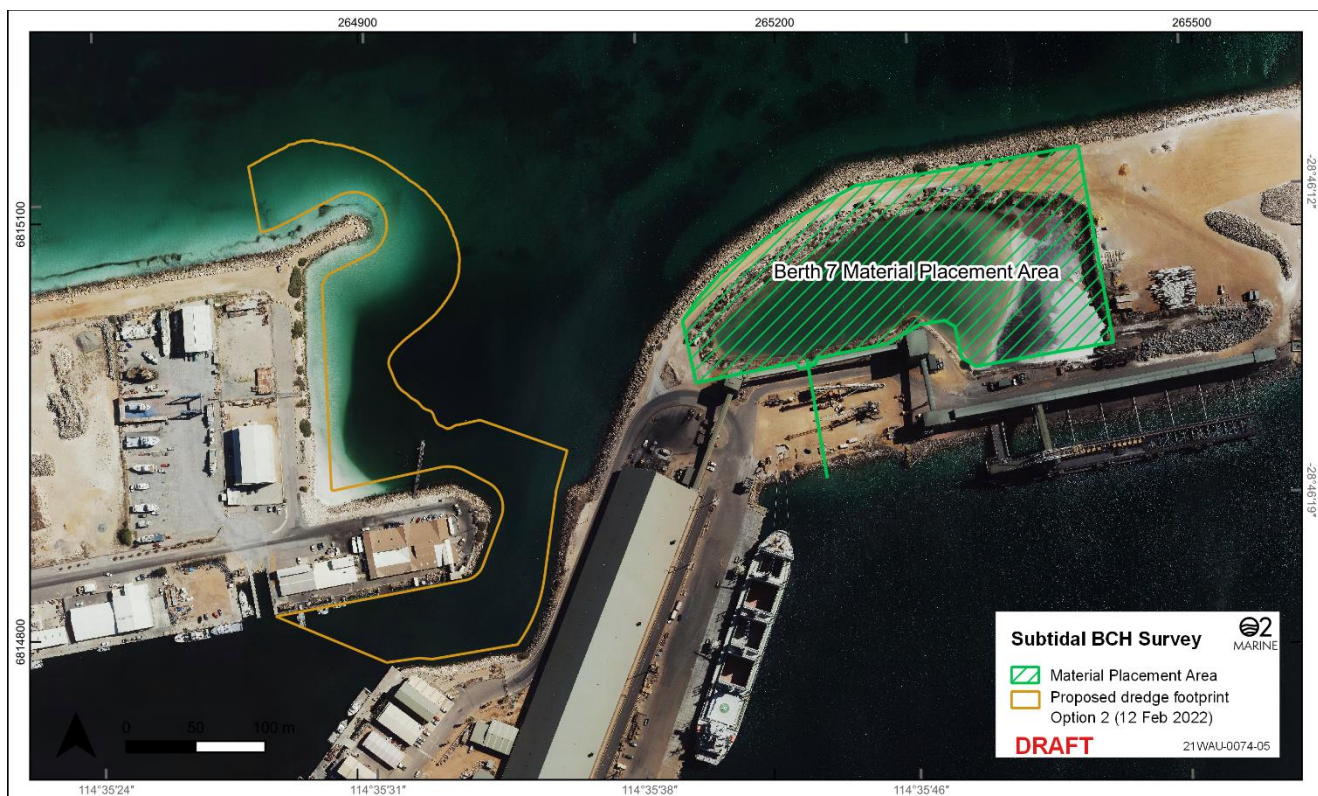 264900
265200
265500
6815100
-28°46'12"
Berth 7 Material Placement Area
-28°46'19"
6814800
Subtidal BCH Survey
O2
MARINE
Material Placement Area
Proposed dredge footprint
Option 2 (12 Feb 2022)
DRAFT
21WAU-0074-05
0 50 100 m
114°35'24"
114°35'31"
114°35'38"
114°35'46"